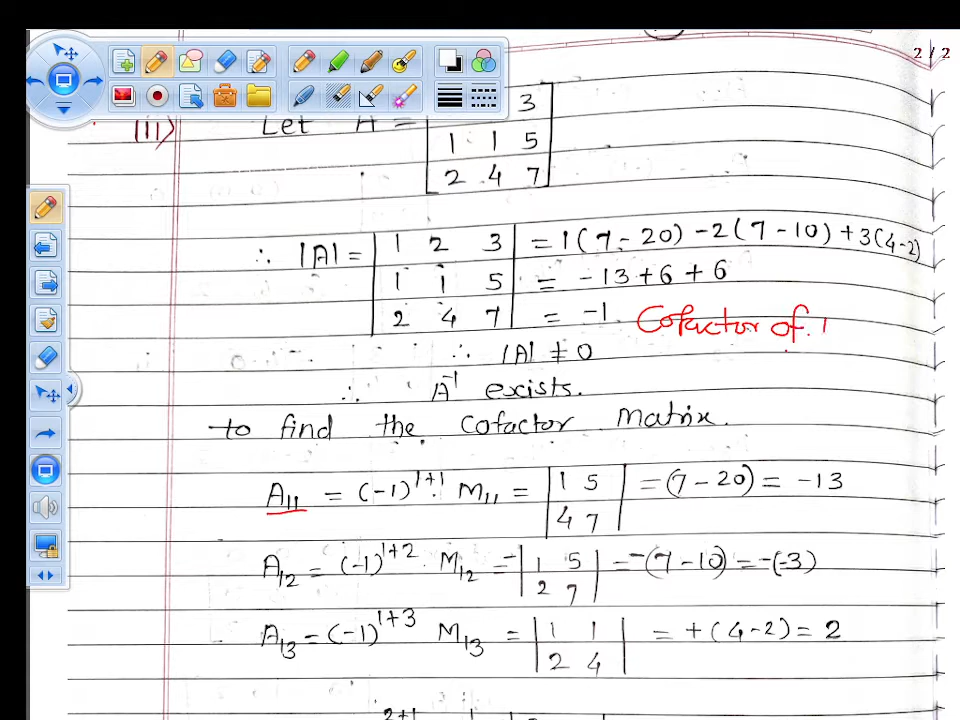 2 / 2
(ii) Let A = [ 3
1 1 5
2 4 7 ]
∴ |A| = | 1 2 3 | = 1(7-20) -2(7-10) +3(4-2)
| 1 1 5 | = -13+6+6
| 2 4 7 | = -1. Cofactor of 1
∴ |A| ≠ 0
∴ A⁻¹ exists.
to find the cofactor matrix.
A₁₁ = (-1)¹⁺¹ M₁₁ = | 1 5 | = (7-20) = -13
| 4 7 |
A₁₂ = (-1)¹⁺² M₁₂ = -| 1 5 | = -(7-10) = -(-3)
| 2 7 |
A₁₃ = (-1)¹⁺³ M₁₃ = | 1 1 | = +(4-2) = 2
| 2 4 |
2+1